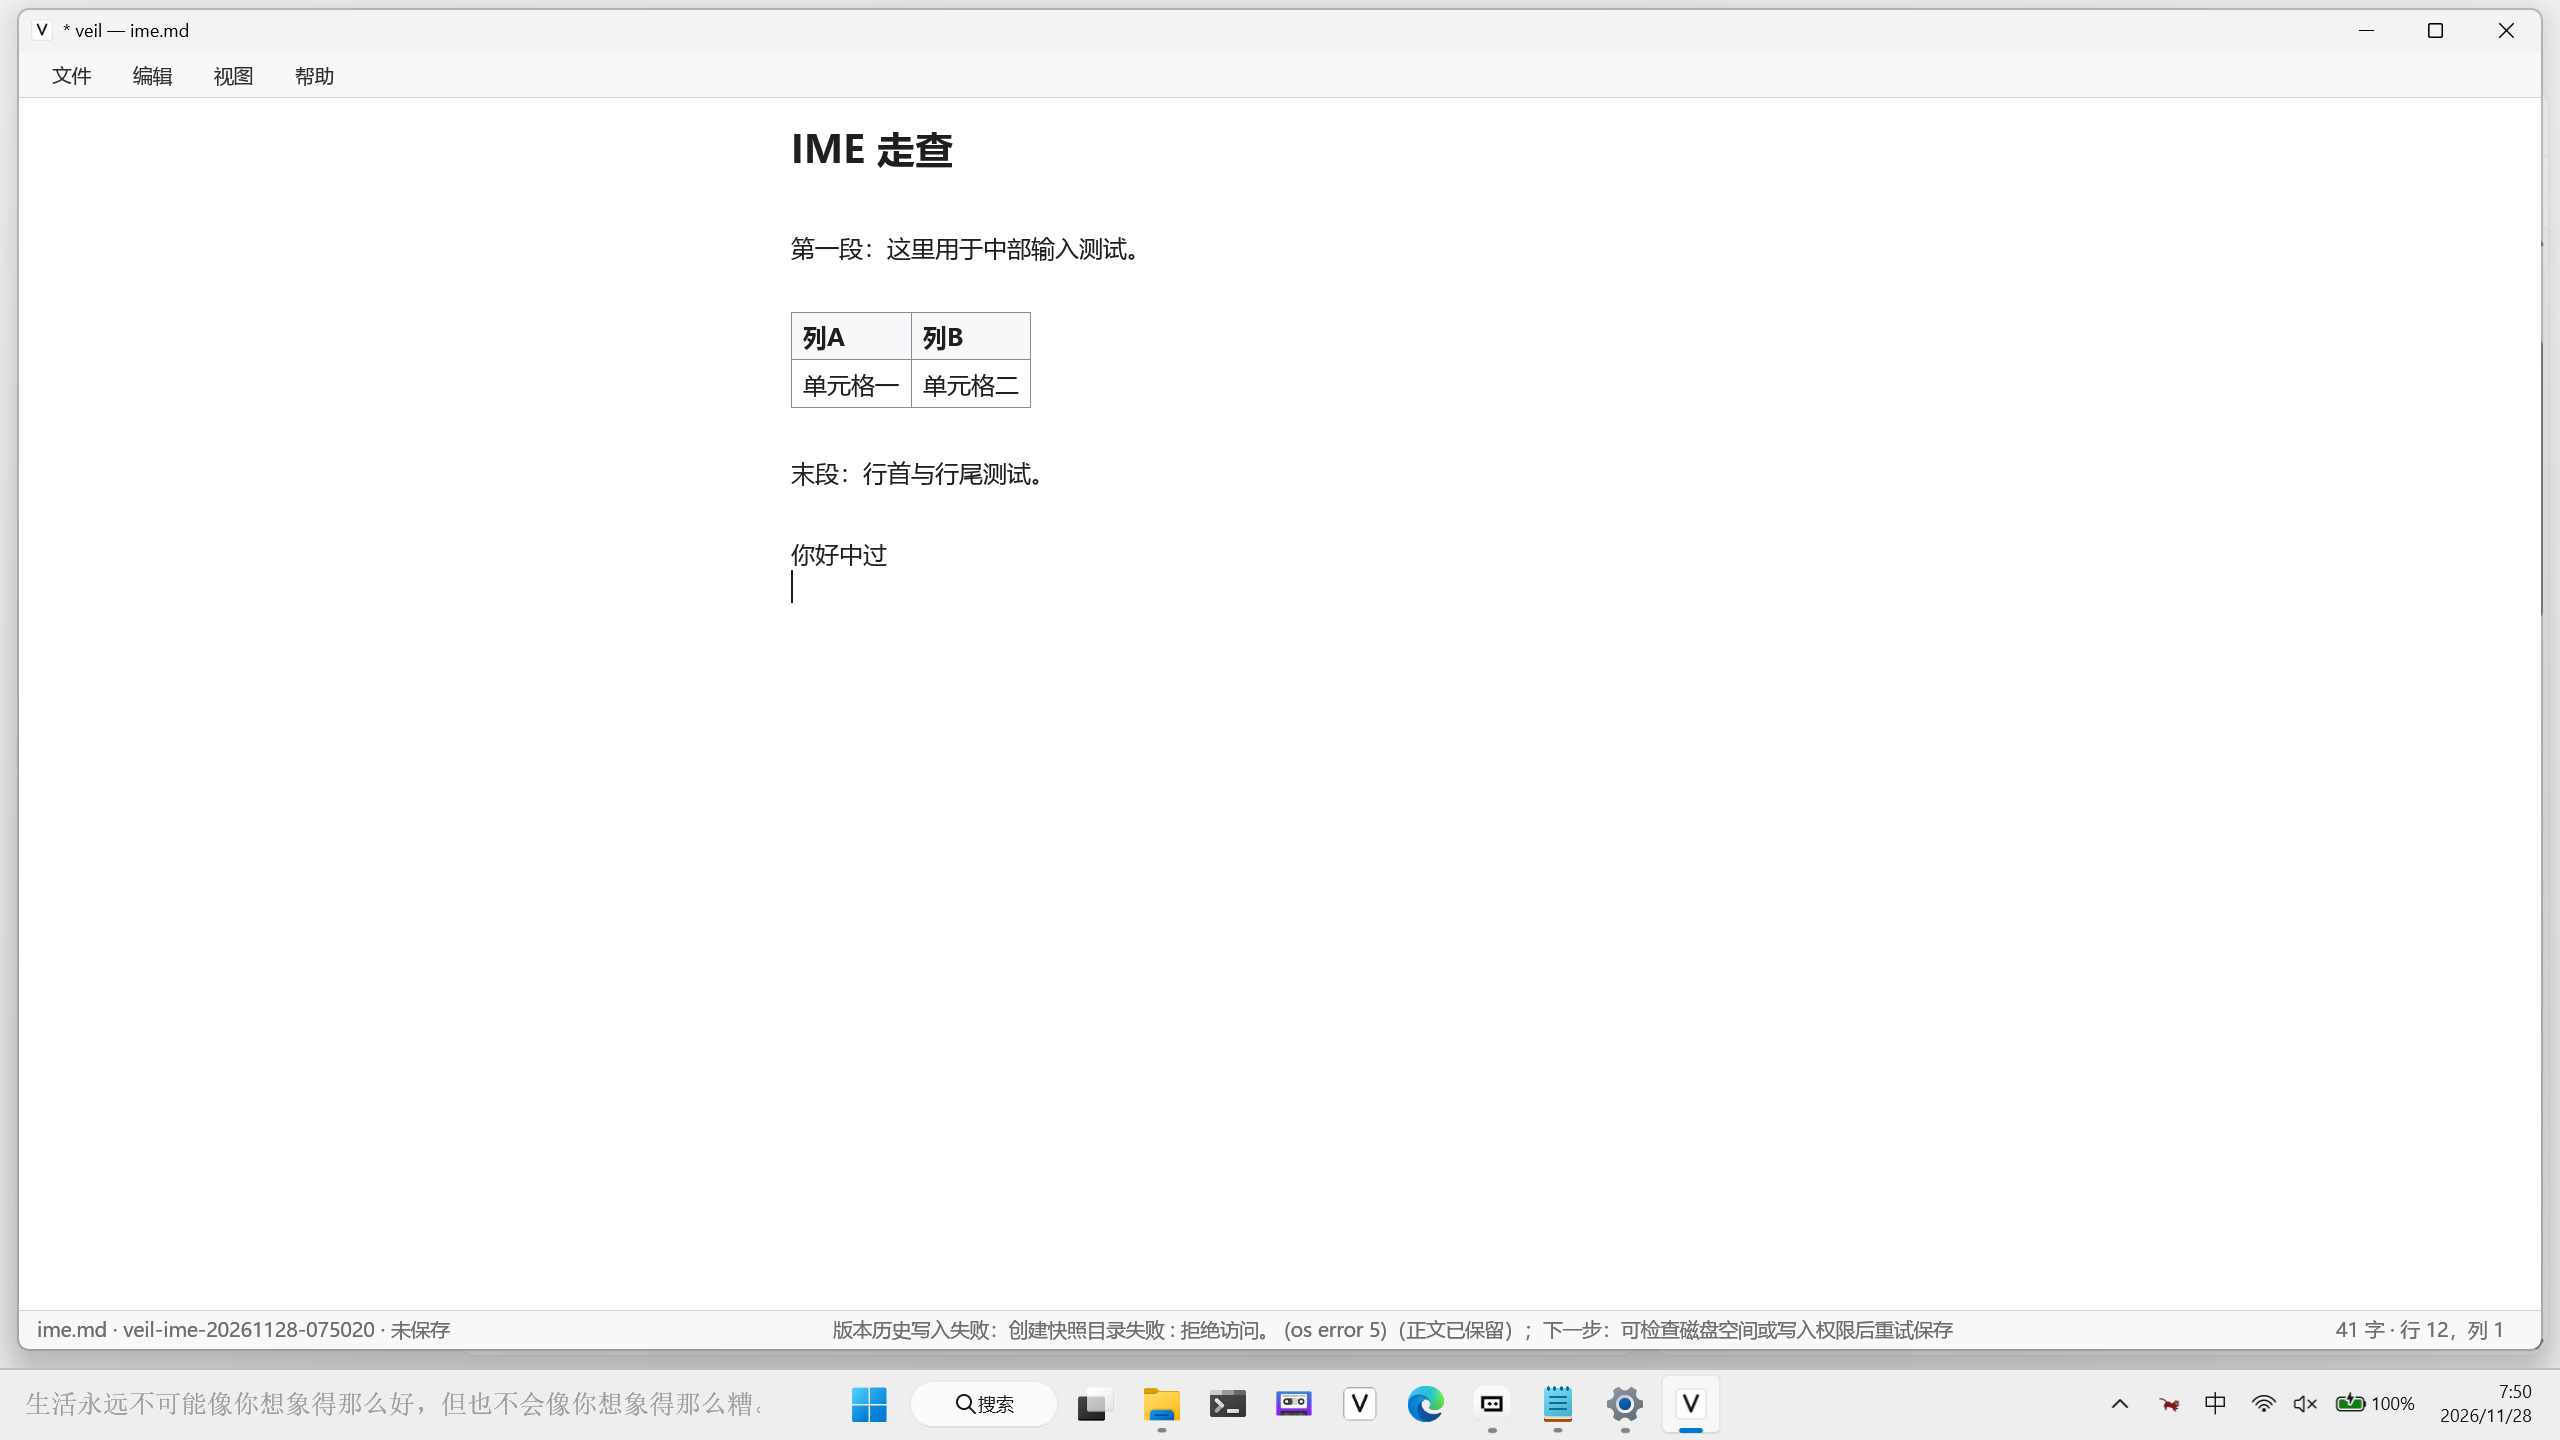 * veil — ime.md
文件 编辑 视图 帮助
IME 走查
第一段：这里用于中部输入测试。
列A 列B
单元格一 单元格二
末段：行首与行尾测试。
你好中过
ime.md · veil-ime-20261128-075020 · 未保存 版本历史写入失败：创建快照目录失败 : 拒绝访问。 (os error 5)（正文已保留）；下一步：可检查磁盘空间或写入权限后重试保存 41 字 · 行 12，列 1
生活永远不可能像你想象得那么好，但也不会像你想象得那么糟。 搜索 中 100% 7:50
2026/11/28